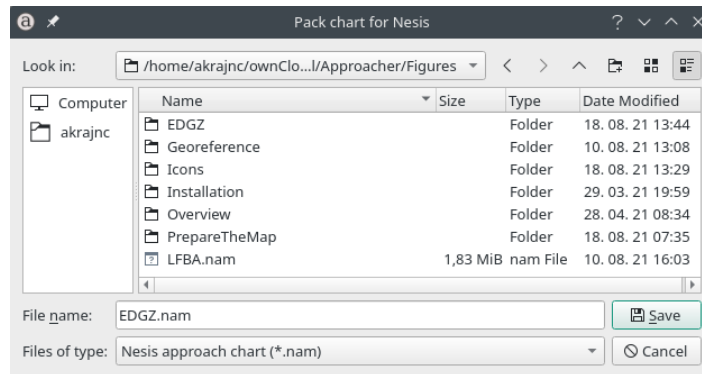 Pack chart for Nesis
Look in: /home/akrajnc/ownClo...l/Approacher/Figures
Computer
akrajnc
Name Size Type Date Modified
EDGZ Folder 18. 08. 21 13:44
Georeference Folder 10. 08. 21 13:08
Icons Folder 18. 08. 21 13:29
Installation Folder 29. 03. 21 19:59
Overview Folder 28. 04. 21 08:34
PrepareTheMap Folder 18. 08. 21 07:35
LFBA.nam 1,83 MiB nam File 10. 08. 21 16:03
File name: EDGZ.nam Save
Files of type: Nesis approach chart (*.nam) Cancel